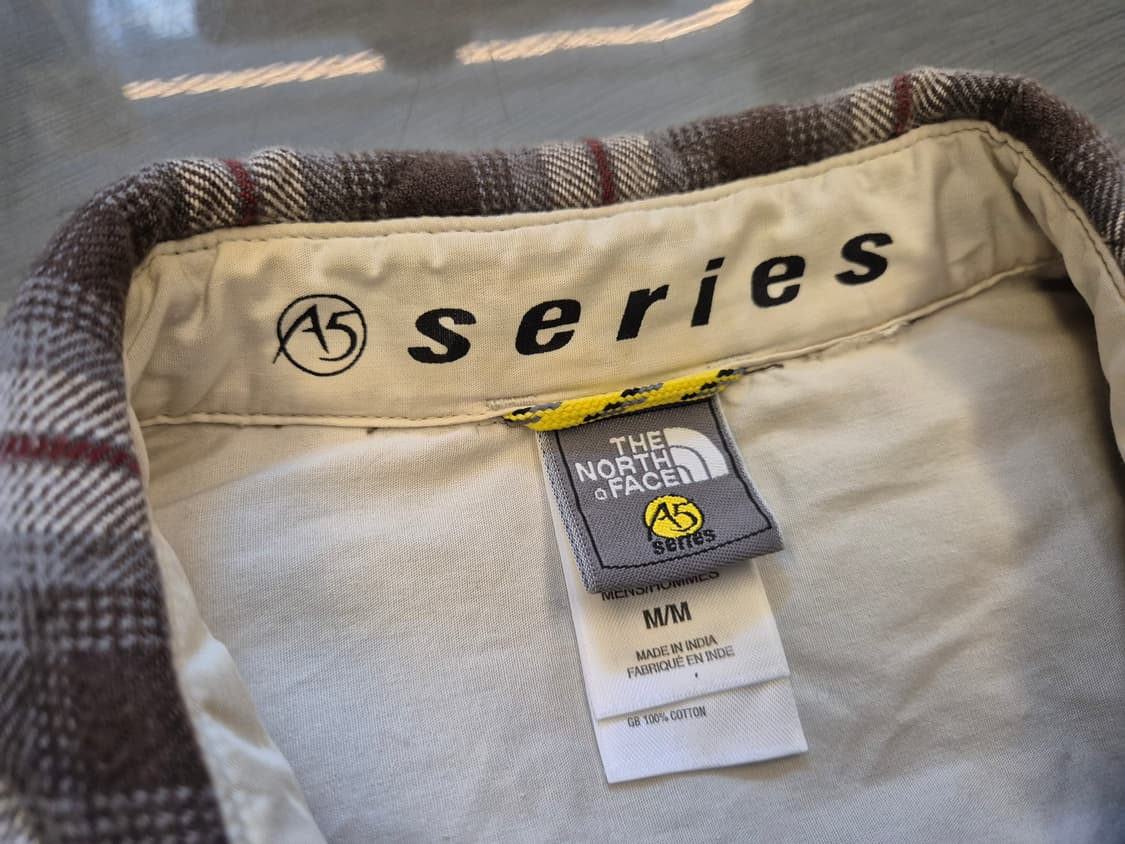 A5 series
THE
NORTH
FACE
A5
series
MENS/HOMMES
M/M
MADE IN INDIA
FABRIQUÉ EN INDE
GB 100% COTTON